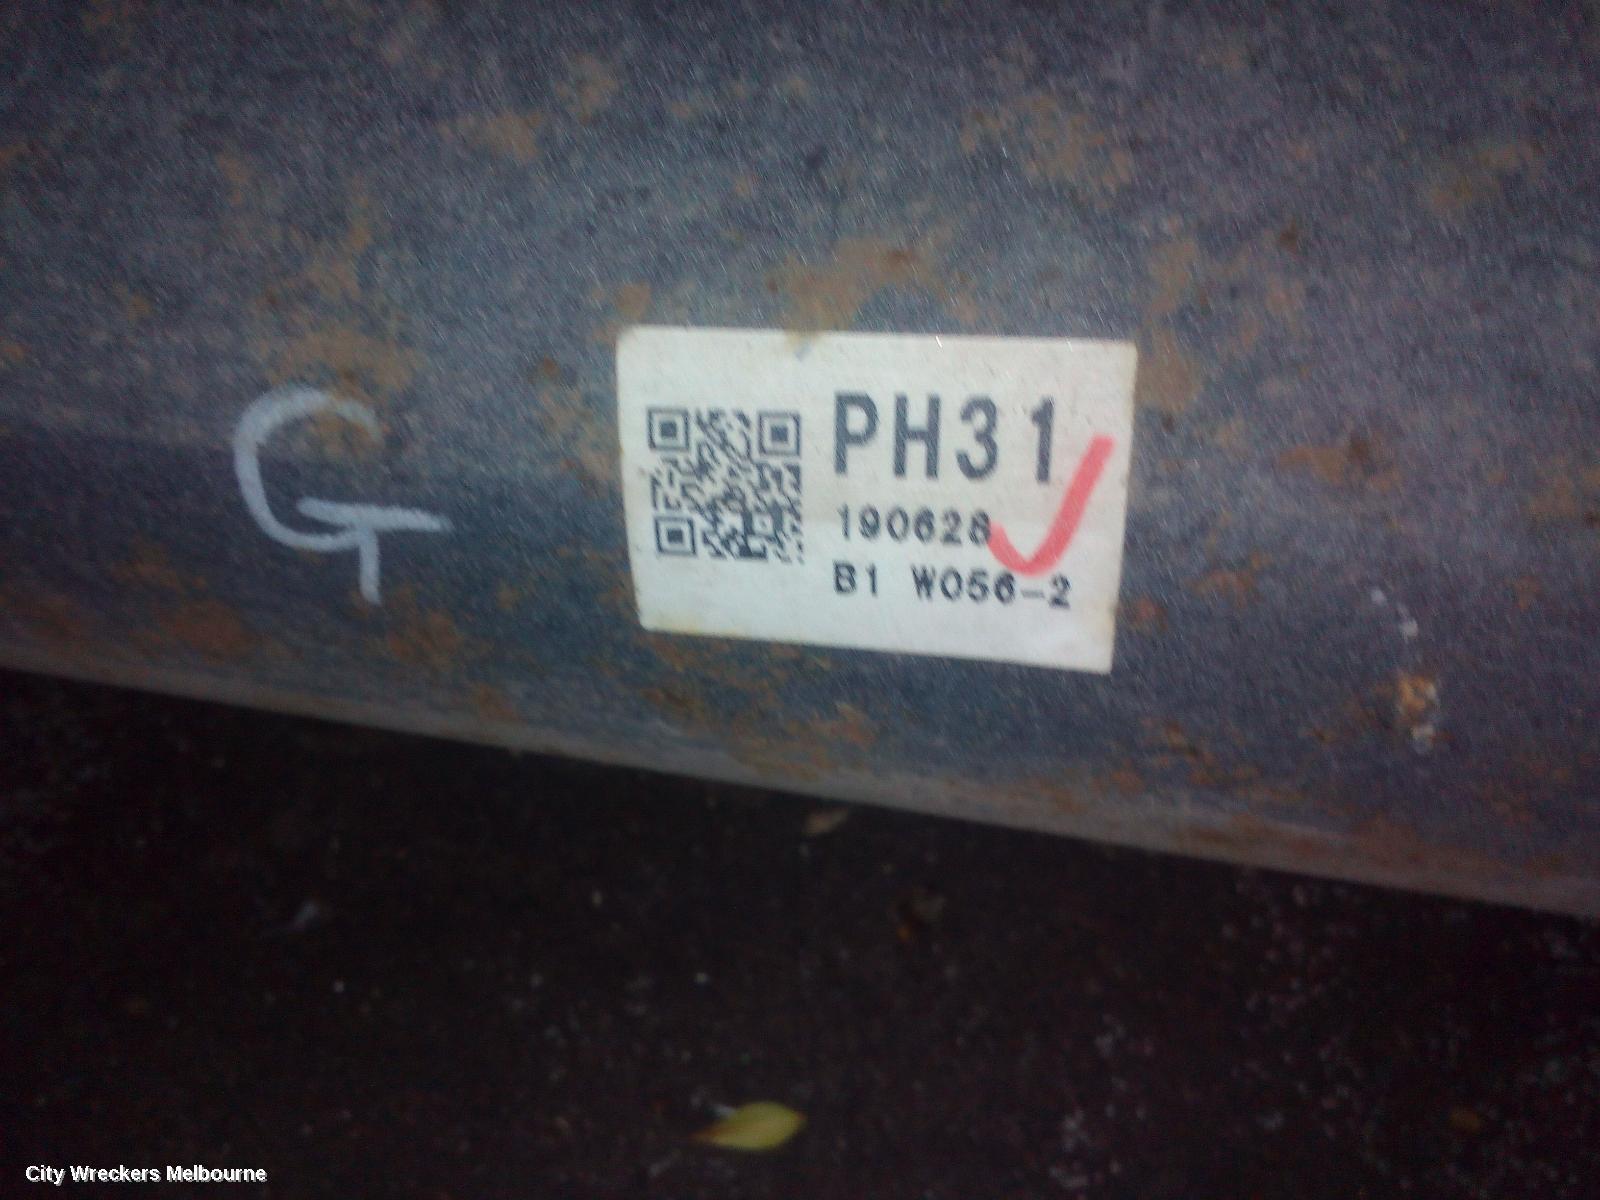 G
PH31
190628
B1 W056-2
City Wreckers Melbourne